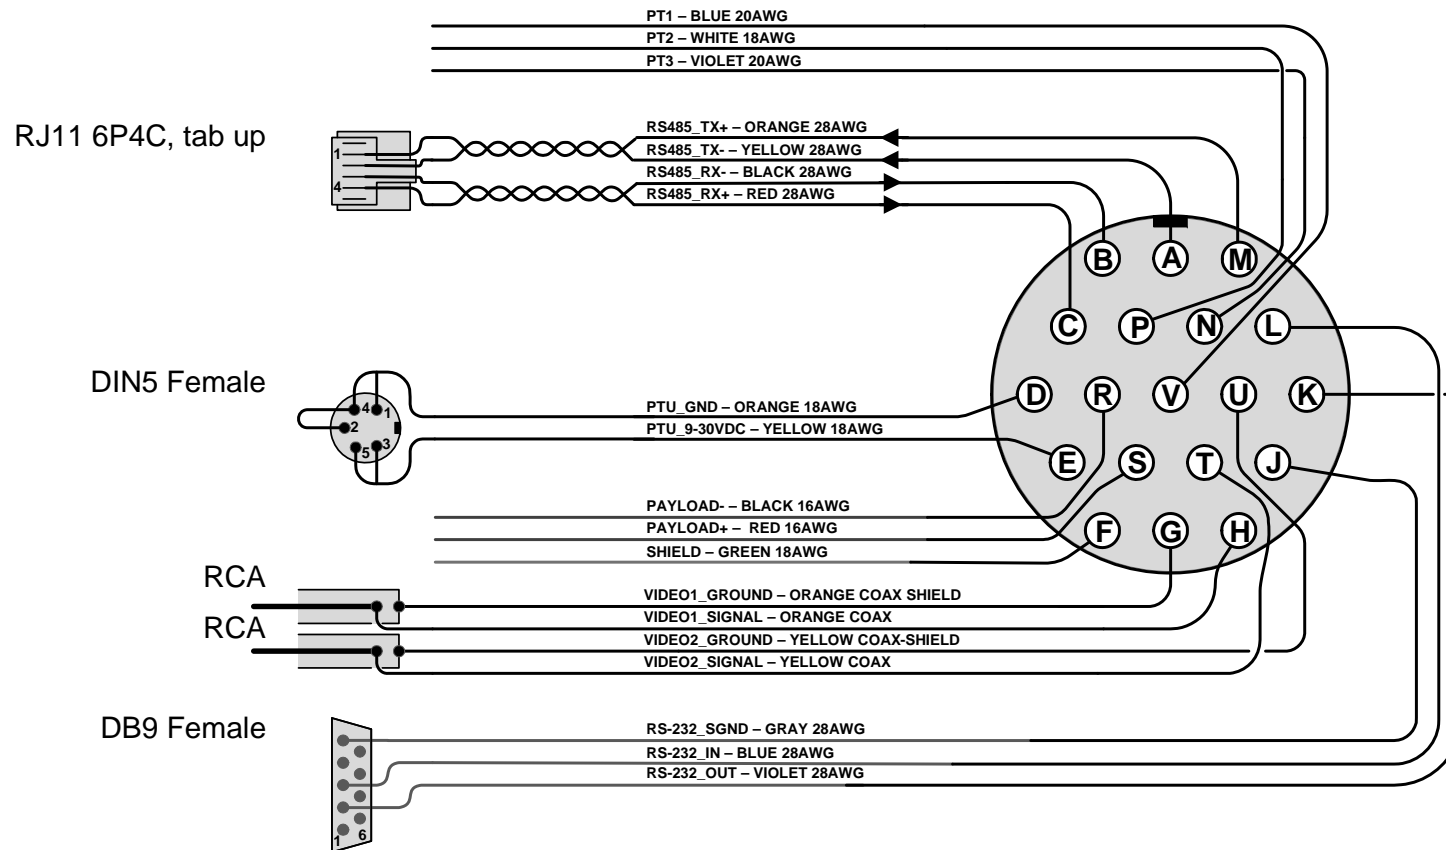 PT1 – BLUE 20AWG
PT2 – WHITE 18AWG
PT3 – VIOLET 20AWG
RJ11 6P4C, tab up
1
4
RS485_TX+ – ORANGE 28AWG
RS485_TX- – YELLOW 28AWG
RS485_RX- – BLACK 28AWG
RS485_RX+ – RED 28AWG
B A M
C P N L
D R V U K
E S T J
F G H
DIN5 Female
4 1
2
5 3
PTU_GND – ORANGE 18AWG
PTU_9-30VDC – YELLOW 18AWG
PAYLOAD- – BLACK 16AWG
PAYLOAD+ – RED 16AWG
SHIELD – GREEN 18AWG
RCA
RCA
VIDEO1_GROUND – ORANGE COAX SHIELD
VIDEO1_SIGNAL – ORANGE COAX
VIDEO2_GROUND – YELLOW COAX-SHIELD
VIDEO2_SIGNAL – YELLOW COAX
DB9 Female
RS-232_SGND – GRAY 28AWG
RS-232_IN – BLUE 28AWG
RS-232_OUT – VIOLET 28AWG
1 6